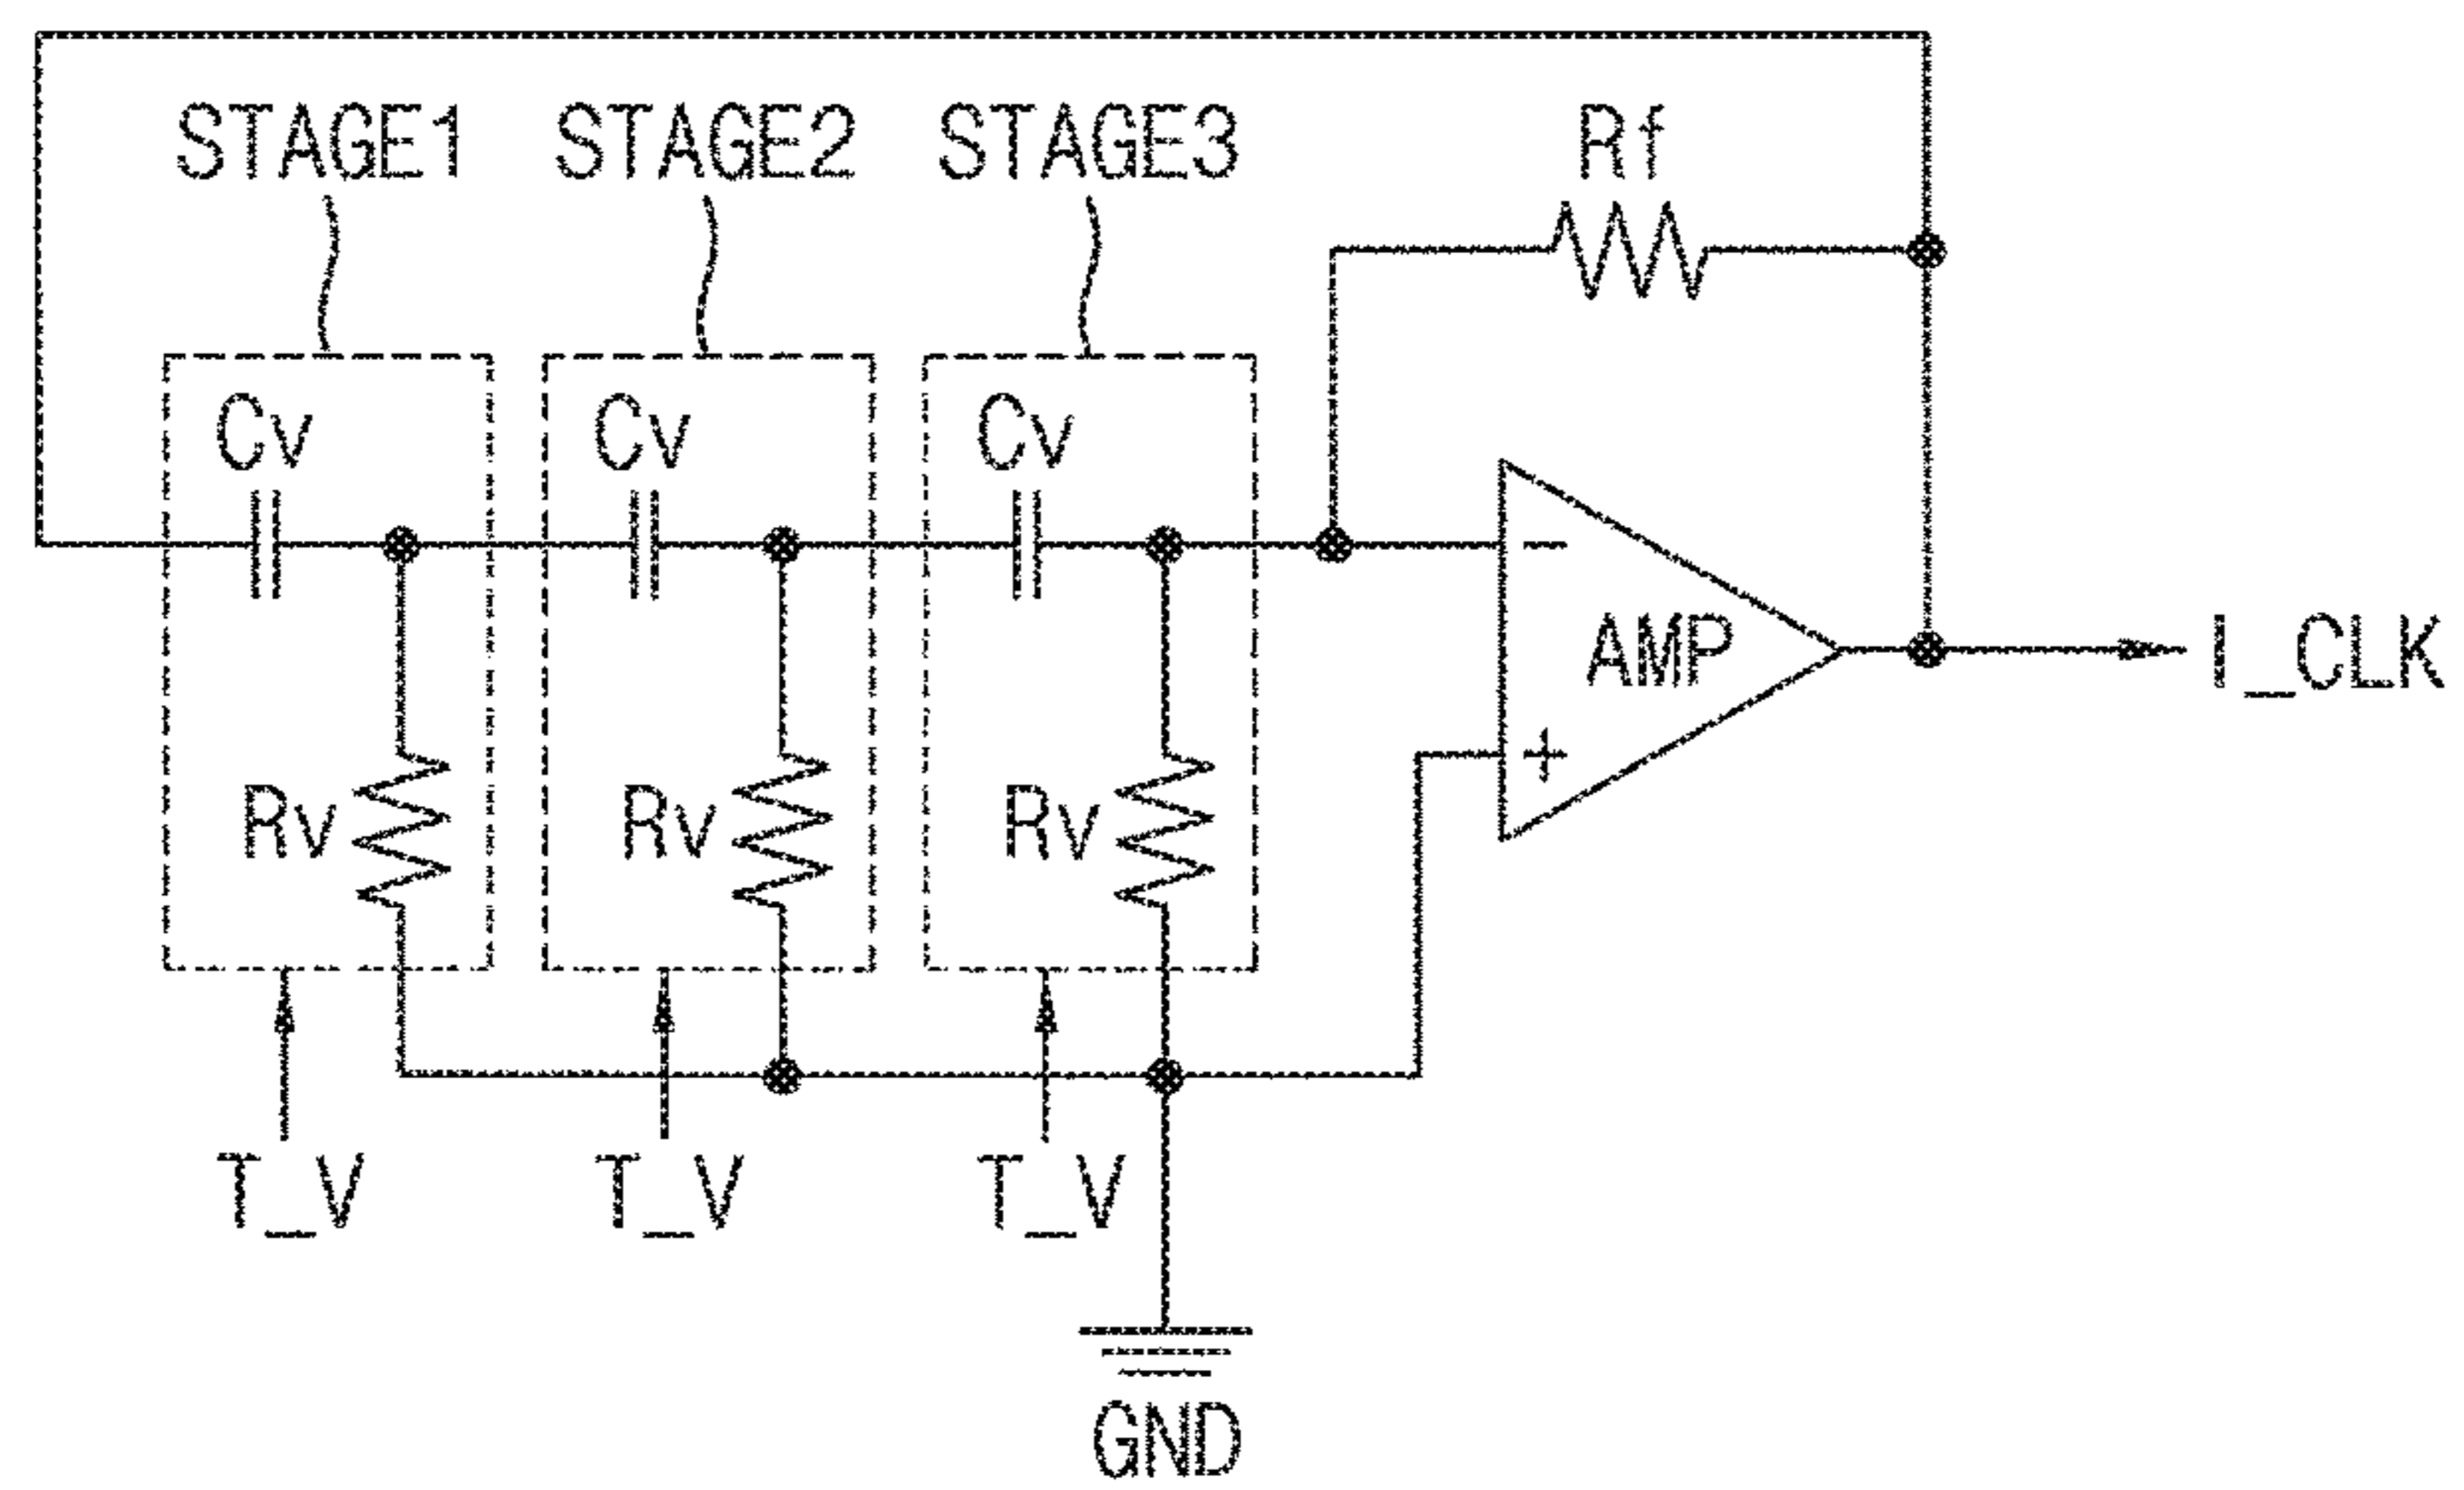 STAGE1 STAGE2 STAGE3 Rf
Cv Cv Cv
-
AMP I_CLK
+
Rv Rv Rv
T_V T_V T_V
GND